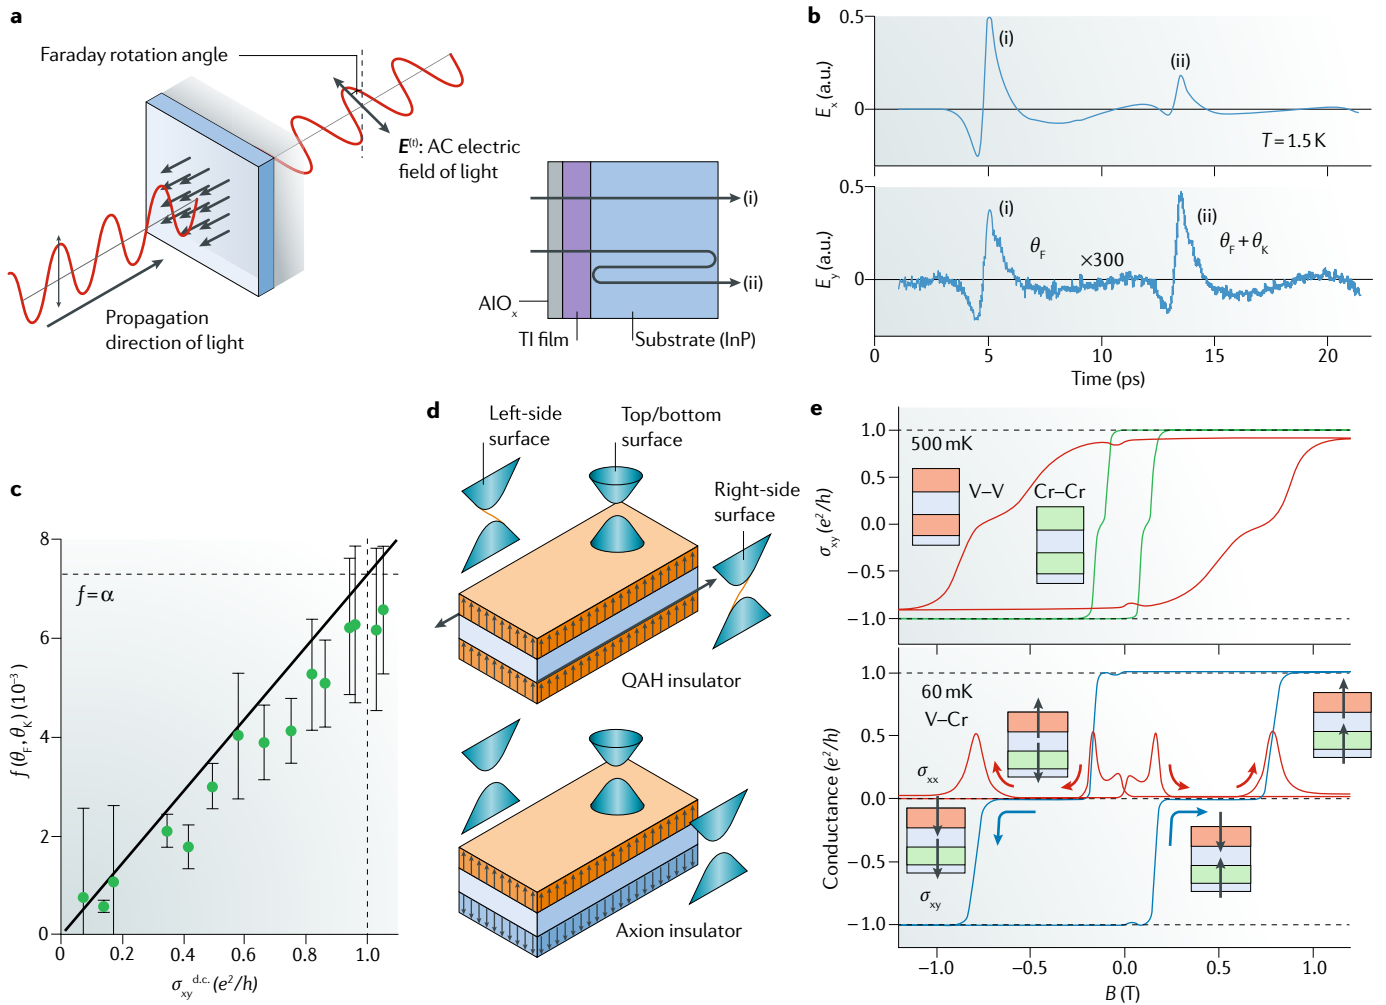 a
Faraday rotation angle
E(t): AC electric
field of light
Propagation
direction of light
(i)
(ii)
AlOx
TI film
Substrate (InP)
b
0.5
0
Ex (a.u.)
(i)
(ii)
T = 1.5 K
0.5
0
Ey (a.u.)
(i)
θF
×300
(ii)
θF + θK
0
5
10
15
20
Time (ps)
c
8
6
4
2
0
f (θF, θK) (10−3)
f = α
0
0.2
0.4
0.6
0.8
1.0
σxy d.c. (e2/h)
d
Left-side
surface
Top/bottom
surface
Right-side
surface
QAH insulator
Axion insulator
e
1.0
0.5
0.0
−0.5
−1.0
σxy (e2/h)
500 mK
V–V
Cr–Cr
1.0
0.5
0.0
−0.5
−1.0
Conductance (e2/h)
60 mK
V–Cr
σxx
σxy
−1.0
−0.5
0.0
0.5
1.0
B (T)